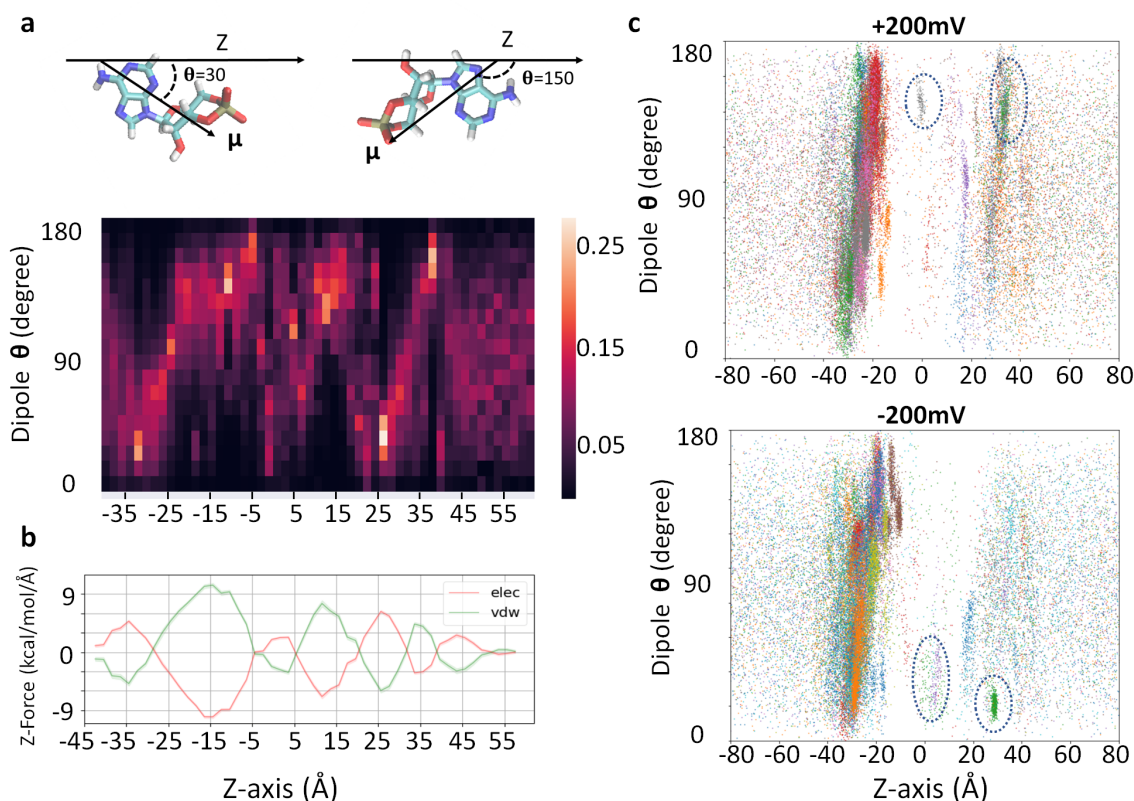 a
Z
θ=30
μ
Z
θ=150
μ
Dipole θ (degree)
180
90
0
0.25
0.15
0.05
-35 -25 -15 -5 5 15 25 35 45 55
b
Z-Force (kcal/mol/Å)
9
0
-9
elec
vdw
-45 -35 -25 -15 -5 5 15 25 35 45 55
Z-axis (Å)
c
+200mV
Dipole θ (degree)
180
90
0
-80 -60 -40 -20 0 20 40 60 80
-200mV
Dipole θ (degree)
180
90
0
-80 -60 -40 -20 0 20 40 60 80
Z-axis (Å)